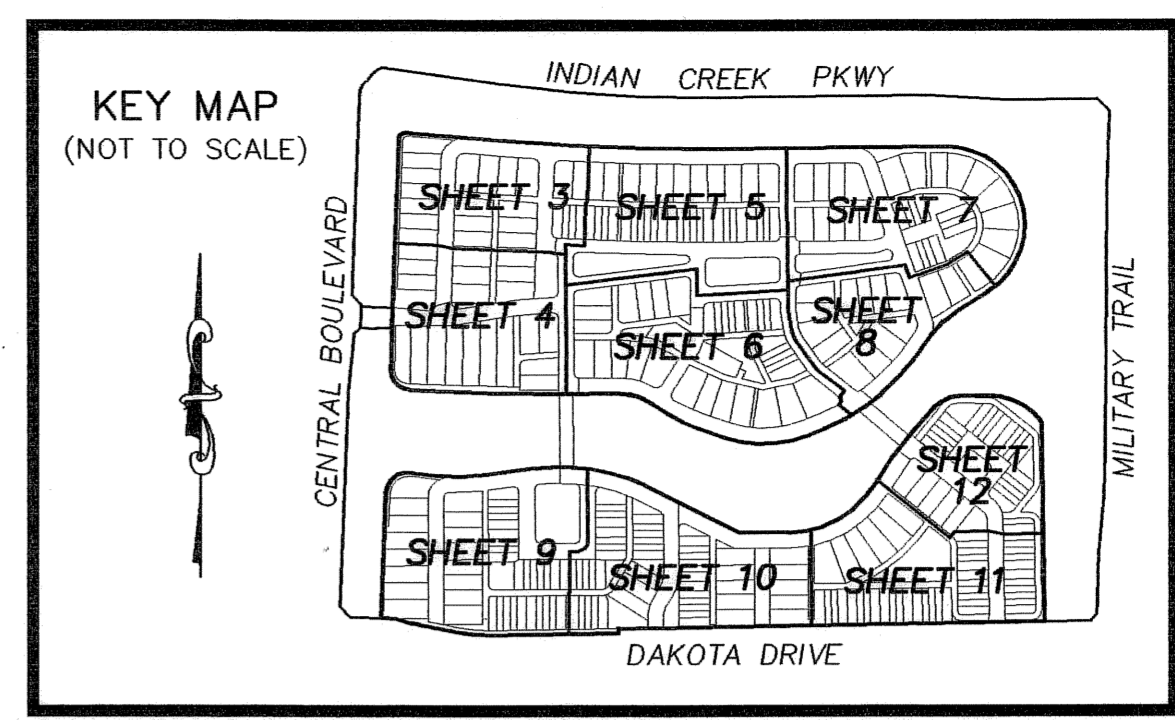 KEY MAP
(NOT TO SCALE)
INDIAN CREEK PKWY
CENTRAL BOULEVARD
MILITARY TRAIL
SHEET 3
SHEET 5
SHEET 7
SHEET 4
SHEET 6
SHEET
8
SHEET
12
SHEET 9
SHEET 10
SHEET 11
DAKOTA DRIVE